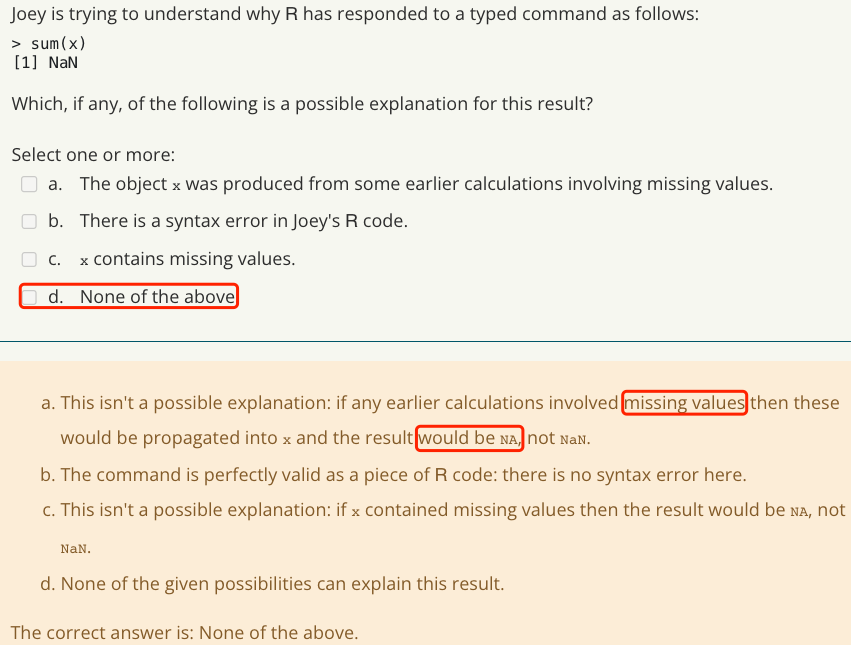 Joey is trying to understand why R has responded to a typed command as follows:
> sum(x)
[1] NaN
Which, if any, of the following is a possible explanation for this result?
Select one or more:
a. The object x was produced from some earlier calculations involving missing values.
b. There is a syntax error in Joey's R code.
c. x contains missing values.
d. None of the above
a. This isn't a possible explanation: if any earlier calculations involved missing values then these
would be propagated into x and the result would be NA, not NaN.
b. The command is perfectly valid as a piece of R code: there is no syntax error here.
c. This isn't a possible explanation: if x contained missing values then the result would be NA, not
NaN.
d. None of the given possibilities can explain this result.
The correct answer is: None of the above.